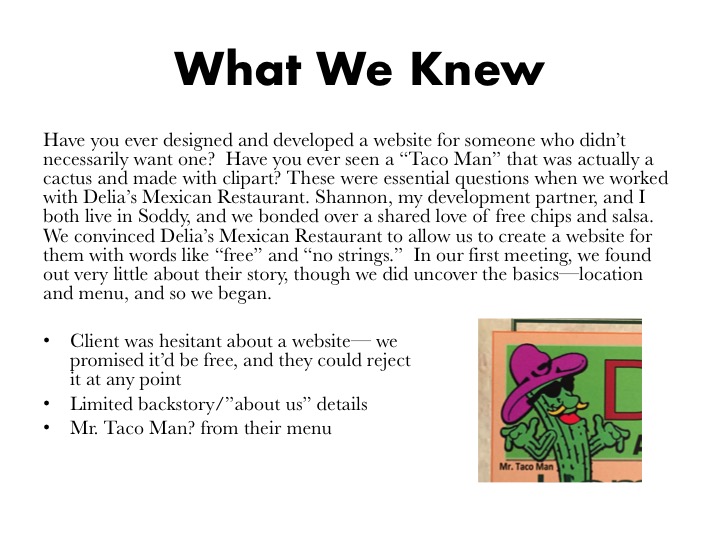 What We Knew
Have you ever designed and developed a website for someone who didn’t
necessarily want one?  Have you ever seen a “Taco Man” that was actually a
cactus and made with clipart? These were essential questions when we worked
with Delia’s Mexican Restaurant. Shannon, my development partner, and I
both live in Soddy, and we bonded over a shared love of free chips and salsa.
We convinced Delia’s Mexican Restaurant to allow us to create a website for
them with words like “free” and “no strings.”  In our first meeting, we found
out very little about their story, though we did uncover the basics—location
and menu, and so we began.
• Client was hesitant about a website— we
promised it’d be free, and they could reject
it at any point
• Limited backstory/”about us” details
• Mr. Taco Man? from their menu
Mr. Taco Man